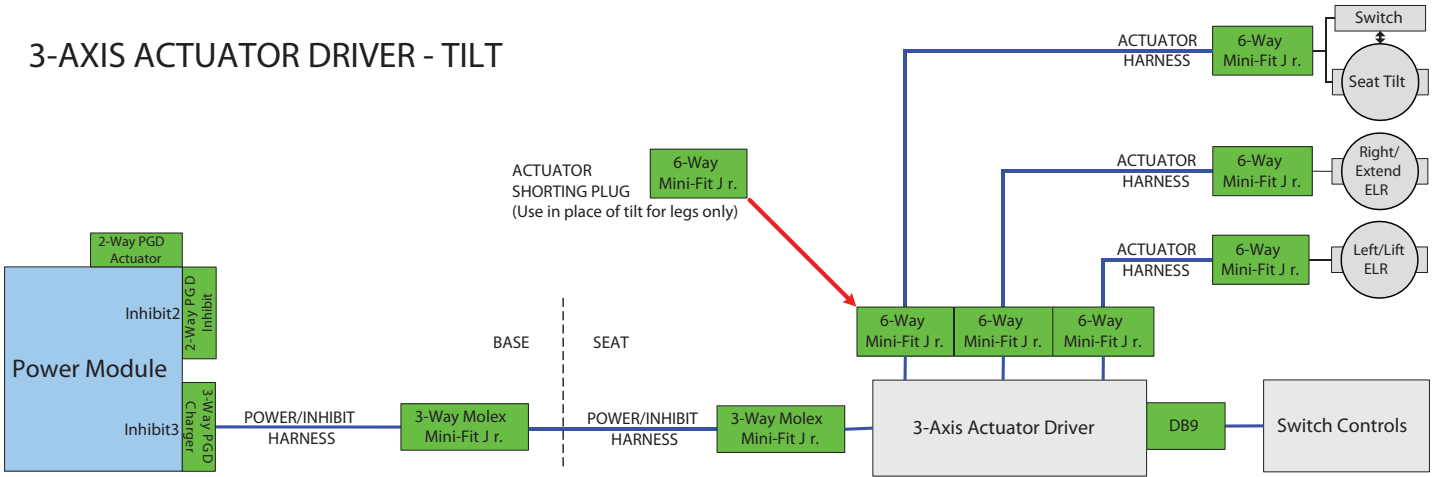 3-AXIS ACTUATOR DRIVER - TILT
Switch
ACTUATOR
HARNESS
6-Way
Mini-Fit J r.
Seat Tilt
ACTUATOR
SHORTING PLUG
(Use in place of tilt for legs only)
6-Way
Mini-Fit J r.
ACTUATOR
HARNESS
6-Way
Mini-Fit J r.
Right/
Extend
ELR
ACTUATOR
HARNESS
6-Way
Mini-Fit J r.
Left/Lift
ELR
2-Way PGD
Actuator
Inhibit2
2-Way PGD
Inhibit
Power Module
Inhibit3
3-Way PGD
Charger
POWER/INHIBIT
HARNESS
3-Way Molex
Mini-Fit J r.
BASE
SEAT
POWER/INHIBIT
HARNESS
3-Way Molex
Mini-Fit J r.
6-Way
Mini-Fit J r.
6-Way
Mini-Fit J r.
6-Way
Mini-Fit J r.
3-Axis Actuator Driver
DB9
Switch Controls